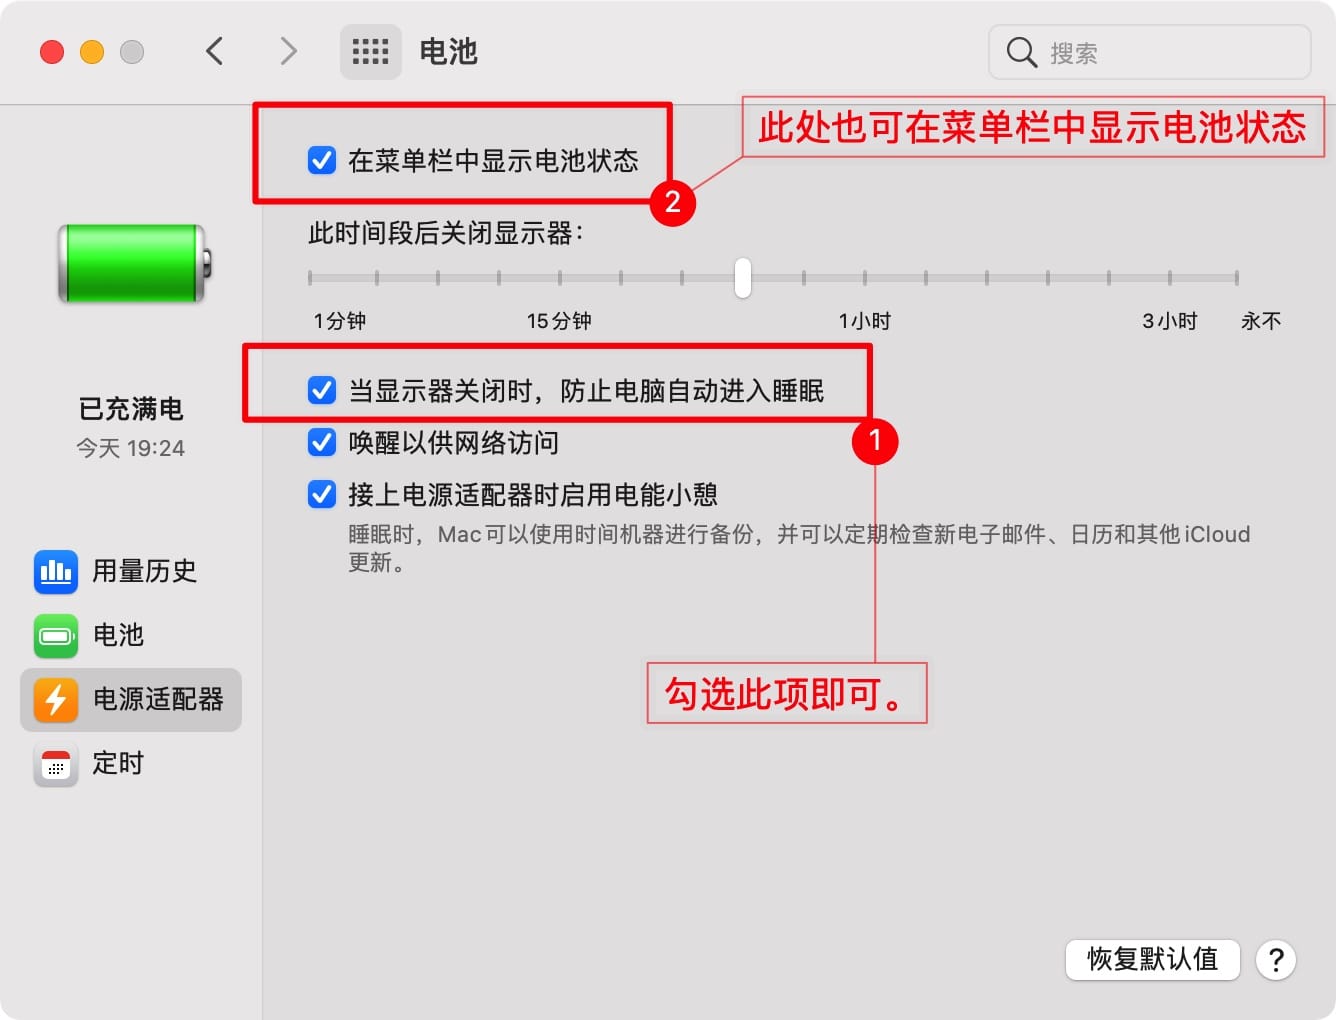 电池
搜索
此处也可在菜单栏中显示电池状态
在菜单栏中显示电池状态
2
此时间段后关闭显示器：
1分钟 15分钟 1小时 3小时 永不
当显示器关闭时，防止电脑自动进入睡眠
1
唤醒以供网络访问
接上电源适配器时启用电能小憩
睡眠时，Mac可以使用时间机器进行备份，并可以定期检查新电子邮件、日历和其他iCloud
更新。
勾选此项即可。
已充满电
今天 19:24
用量历史
电池
电源适配器
定时
恢复默认值 ?